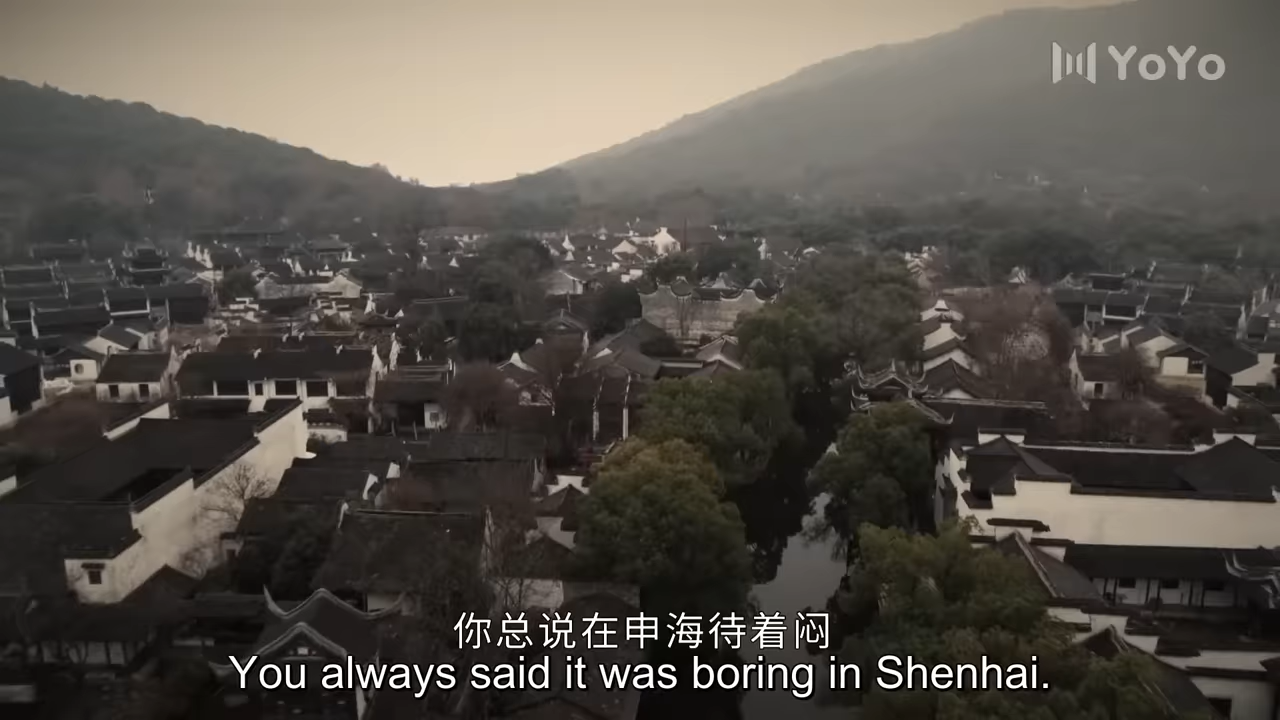 YoYo
你总说在申海待着闷
You always said it was boring in Shenhai.